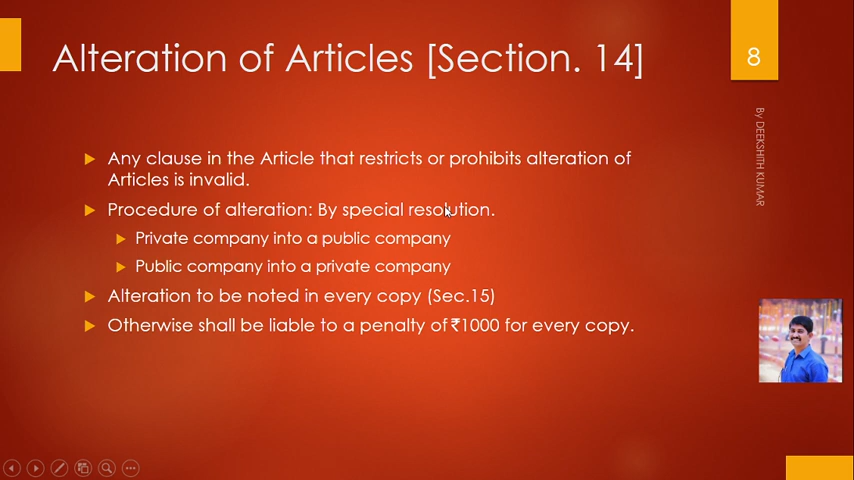 Alteration of Articles [Section. 14]
8
By DEEKSHITH KUMAR
Any clause in the Article that restricts or prohibits alteration of
Articles is invalid.
Procedure of alteration: By special resolution.
Private company into a public company
Public company into a private company
Alteration to be noted in every copy (Sec.15)
Otherwise shall be liable to a penalty of ₹1000 for every copy.